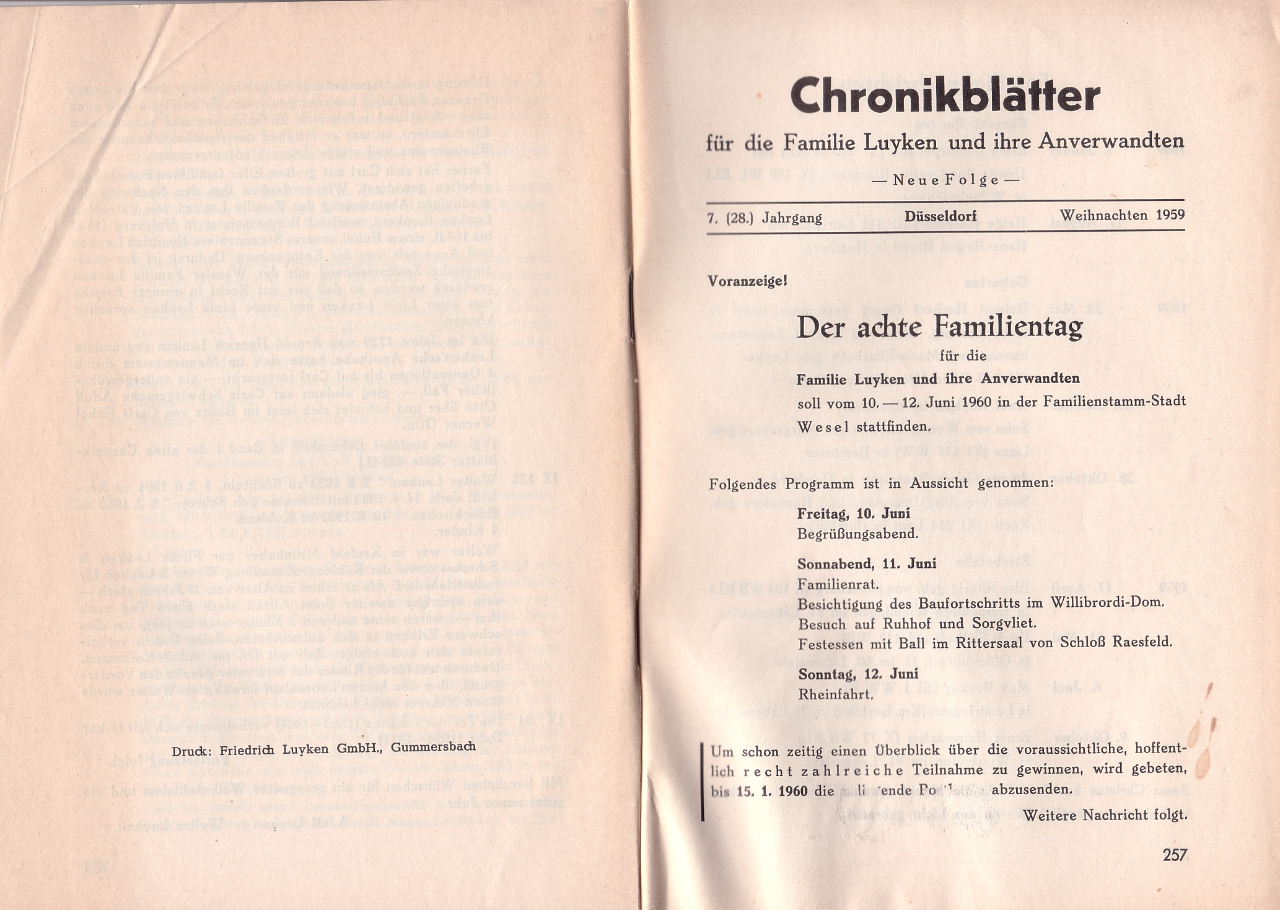 Druck: Friedrich Luyken GmbH., Gummersbach
Chronikblätter
für die Familie Luyken und ihre Anverwandten
— Neue Folge —
7. (28.) Jahrgang Düsseldorf Weihnachten 1959
Voranzeige!
Der achte Familientag
für die
Familie Luyken und ihre Anverwandten
soll vom 10. — 12. Juni 1960 in der Familienstamm-Stadt
Wesel stattfinden.
Folgendes Programm ist in Aussicht genommen:
Freitag, 10. Juni
Begrüßungsabend.
Sonnabend, 11. Juni
Familienrat.
Besichtigung des Baufortschritts im Willibrordi-Dom.
Besuch auf Ruhhof und Sorgvliet.
Festessen mit Ball im Rittersaal von Schloß Raesfeld.
Sonntag, 12. Juni
Rheinfahrt.
Um schon zeitig einen Überblick über die voraussichtliche, hoffent-
lich recht zahlreiche Teilnahme zu gewinnen, wird gebeten,
bis 15. 1. 1960 die abzusenden.
Weitere Nachricht folgt.
257